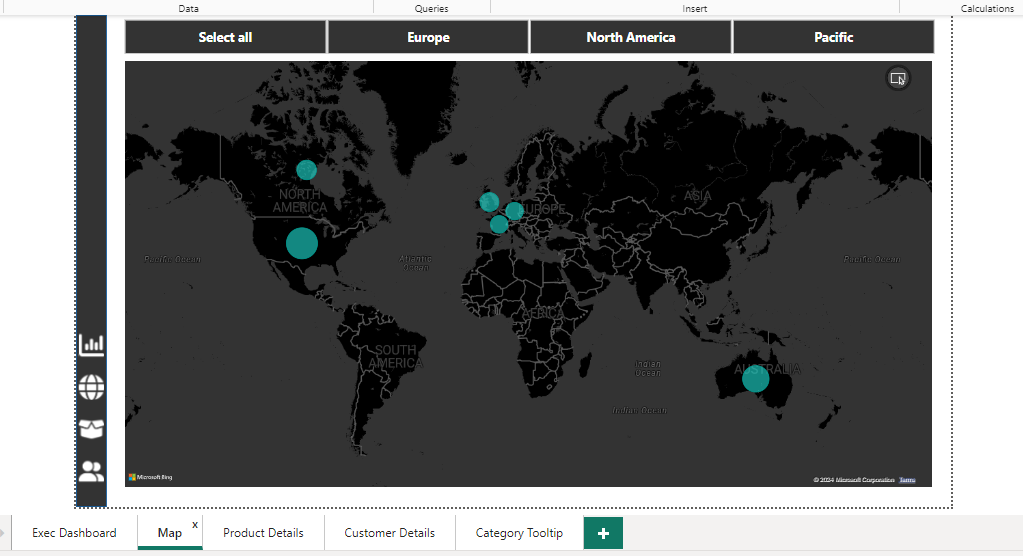 Data Queries Insert Calculations
Select all Europe North America Pacific
NORTH
AMERICA
EUROPE
ASIA
Pacific Ocean
Atlantic
Ocean
Pacific Ocean
AFRICA
SOUTH
AMERICA
Indian
Ocean
AUSTRALIA
Indian Ocean
Microsoft Bing
© 2024 Microsoft Corporation Terms
Exec Dashboard Map x Product Details Customer Details Category Tooltip +